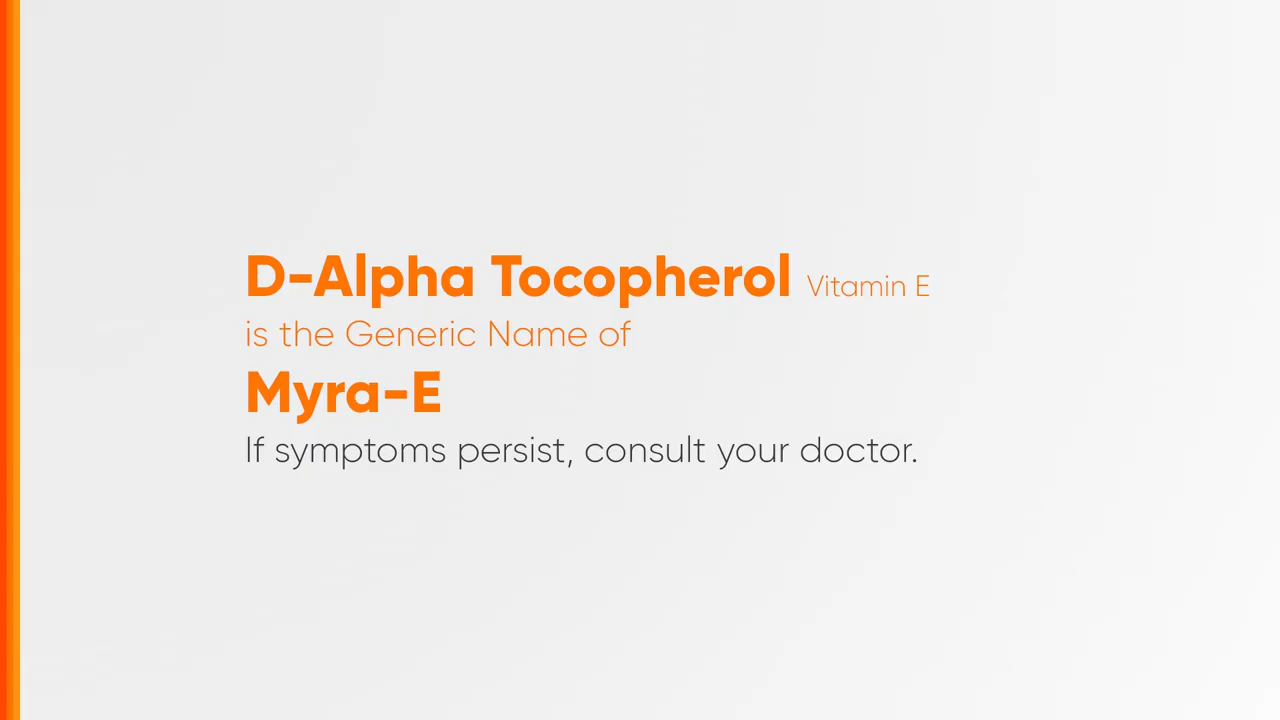 D-Alpha Tocopherol Vitamin E
is the Generic Name of
Myra-E
If symptoms persist, consult your doctor.